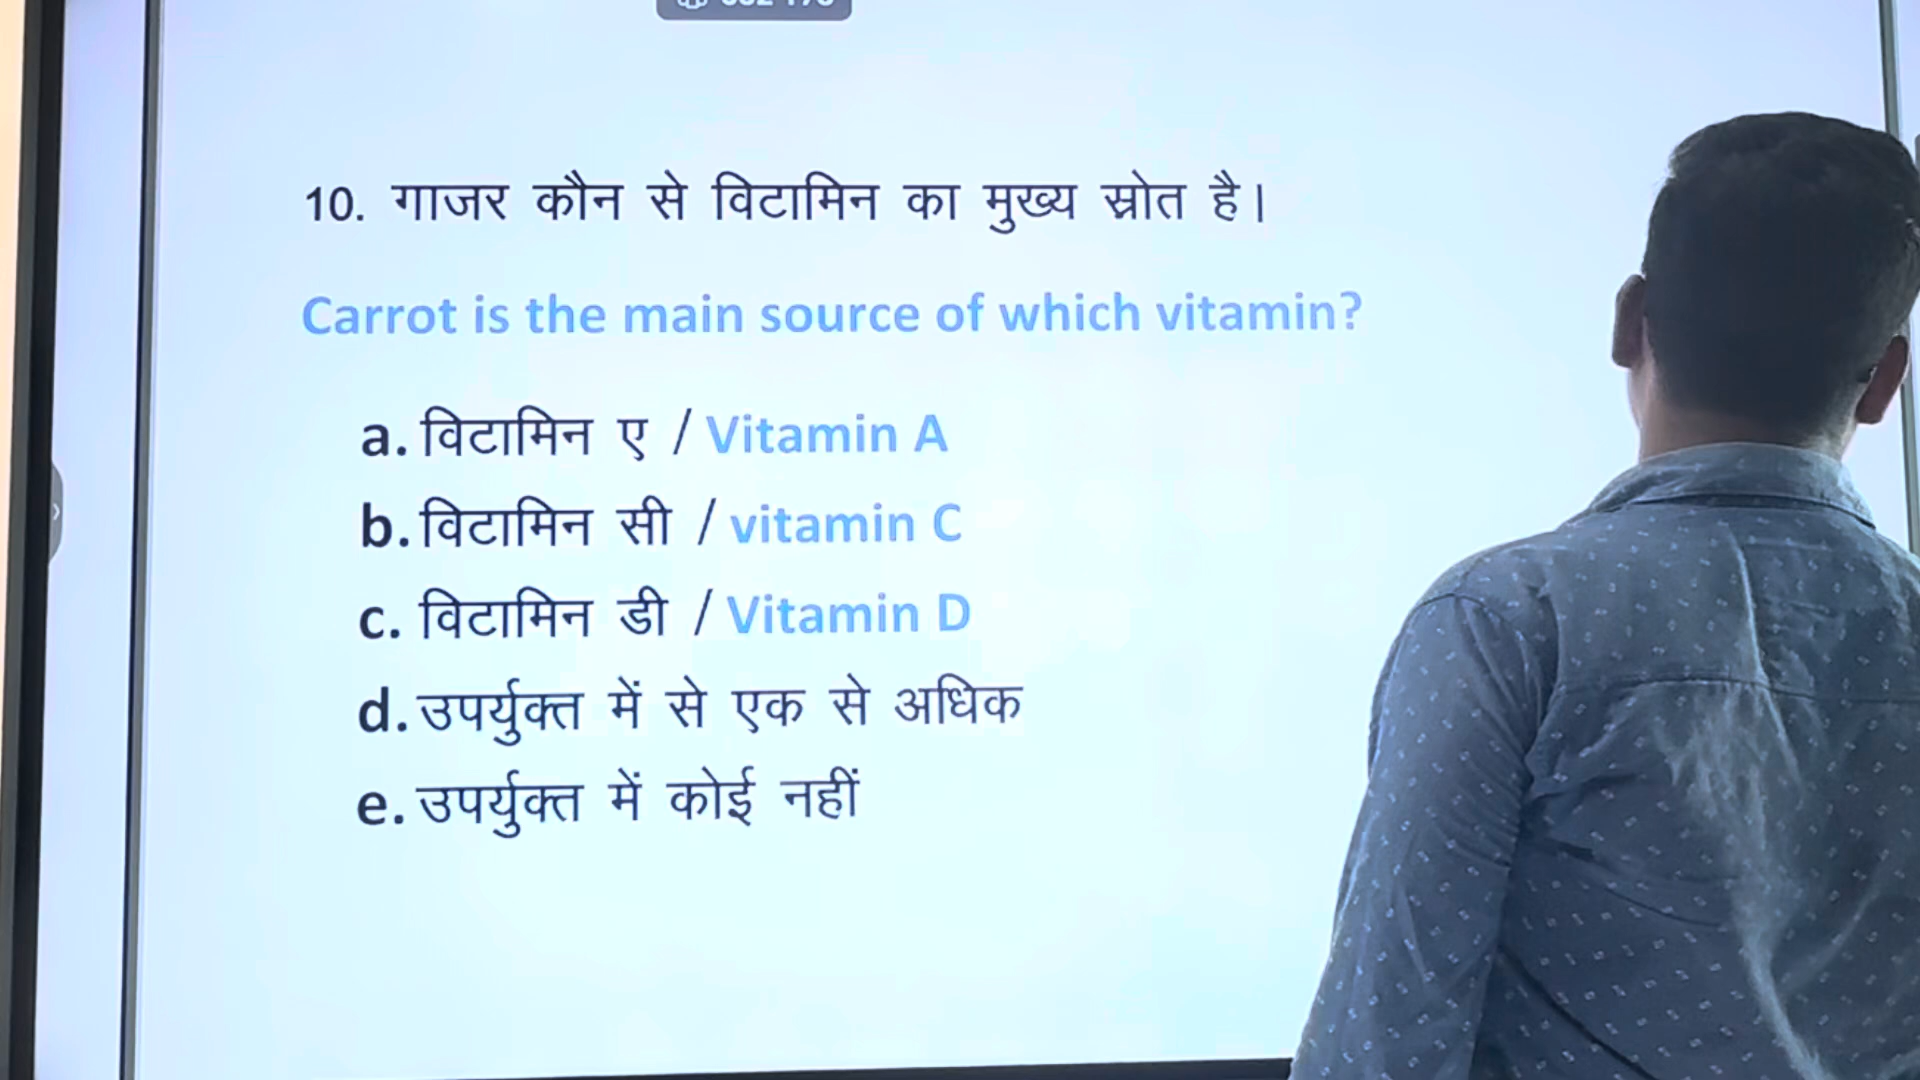 10. गाजर कौन से विटामिन का मुख्य स्रोत है।
Carrot is the main source of which vitamin?
a. विटामिन ए / Vitamin A
b. विटामिन सी / vitamin C
c. विटामिन डी / Vitamin D
d. उपर्युक्त में से एक से अधिक
e. उपर्युक्त में कोई नहीं